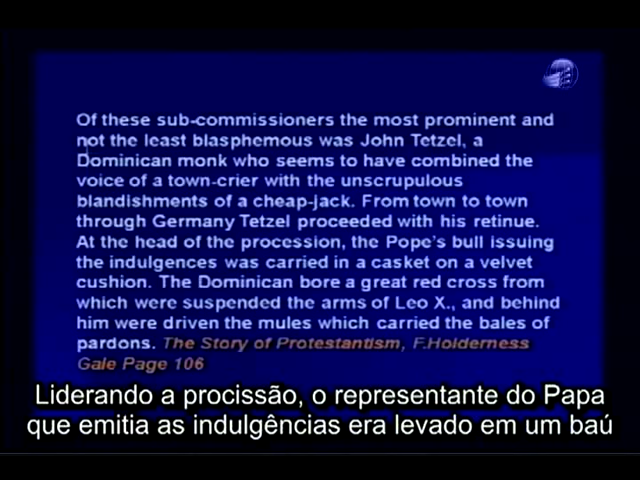 Of these sub-commissioners the most prominent and
not the least blasphemous was John Tetzel, a
Dominican monk who seems to have combined the
voice of a town-crier with the unscrupulous
blandishments of a cheap-jack. From town to town
through Germany Tetzel proceeded with his retinue.
At the head of the procession, the Pope's bull issuing
the indulgences was carried in a casket on a velvet
cushion. The Dominican bore a great red cross from
which were suspended the arms of Leo X., and behind
him were driven the mules which carried the bales of
pardons. The Story of Protestantism, F.Holderness
Gale Page 106
Liderando a procissão, o representante do Papa
que emitia as indulgências era levado em um baú